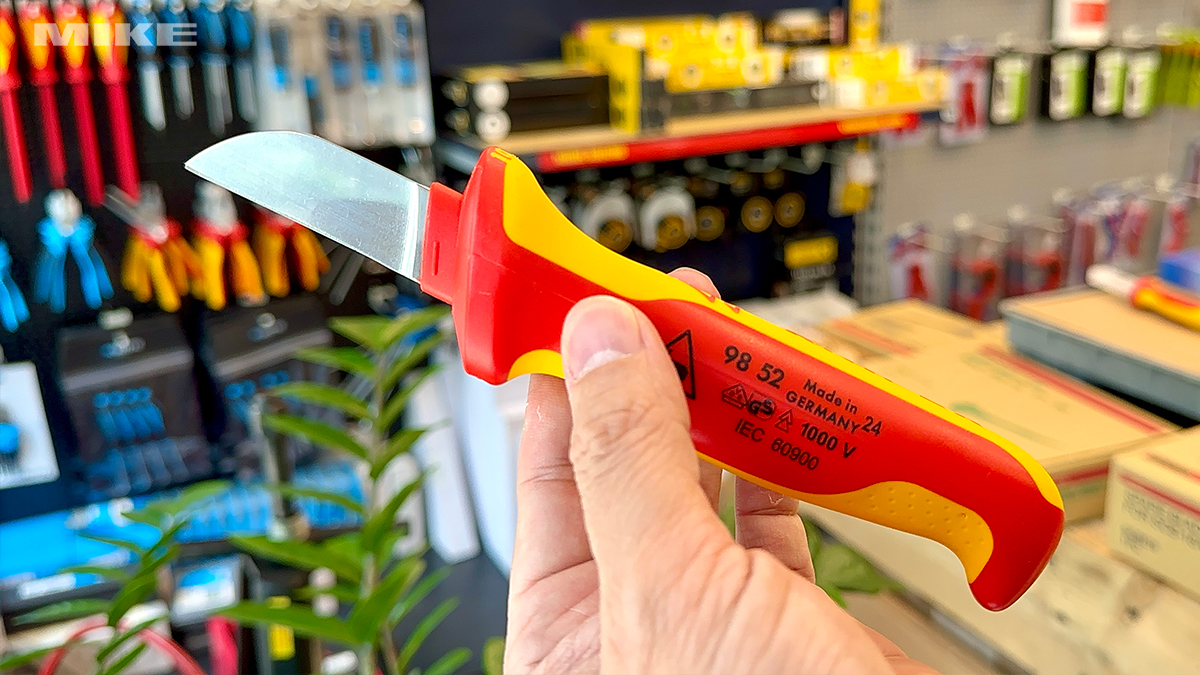 MIKE
98 52 Made in
GERMANY 24
GS 1000 V
IEC 60900